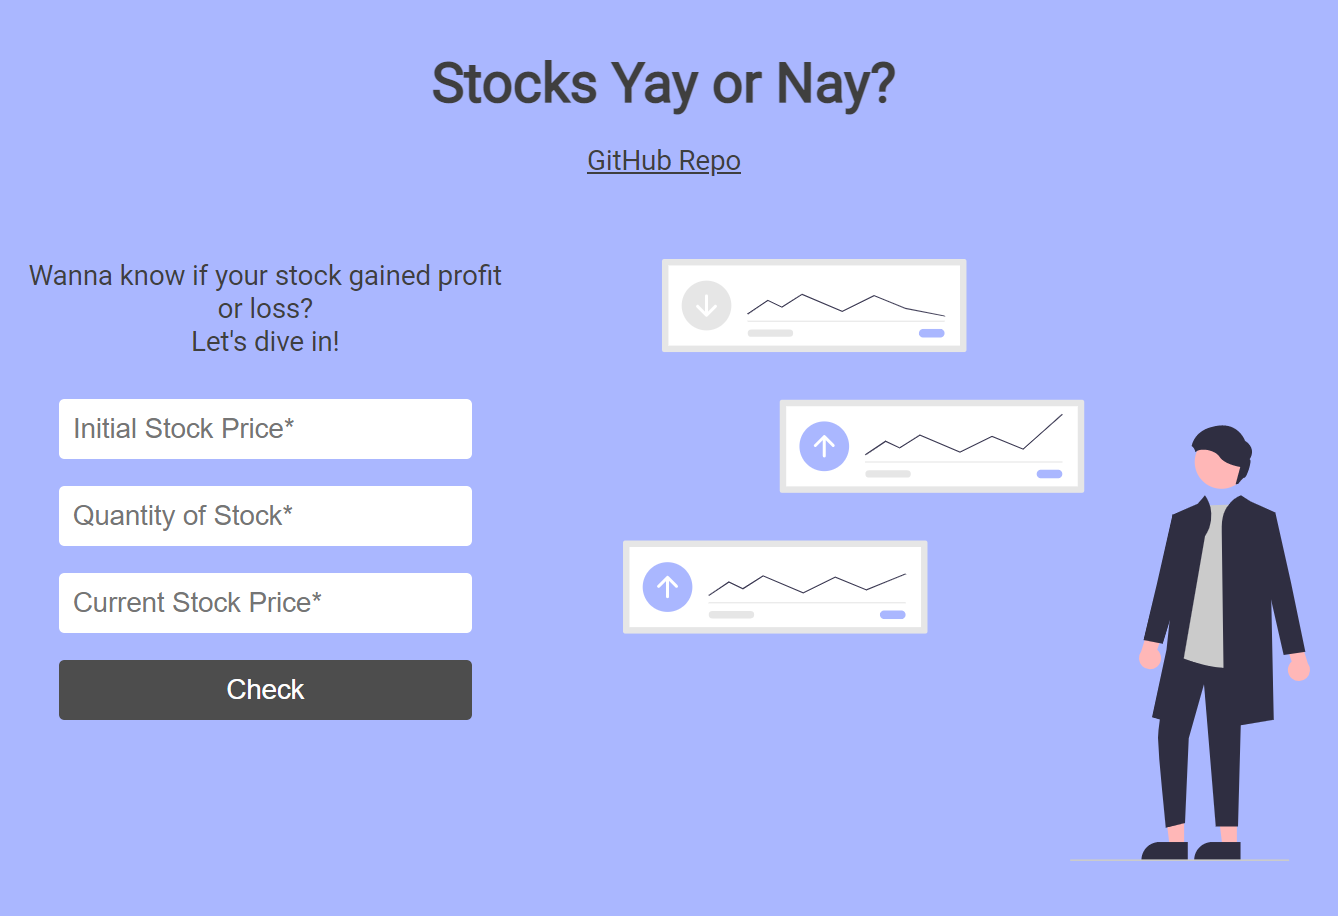 Stocks Yay or Nay?
GitHub Repo
Wanna know if your stock gained profit
or loss?
Let's dive in!
Initial Stock Price*
Quantity of Stock*
Current Stock Price*
Check